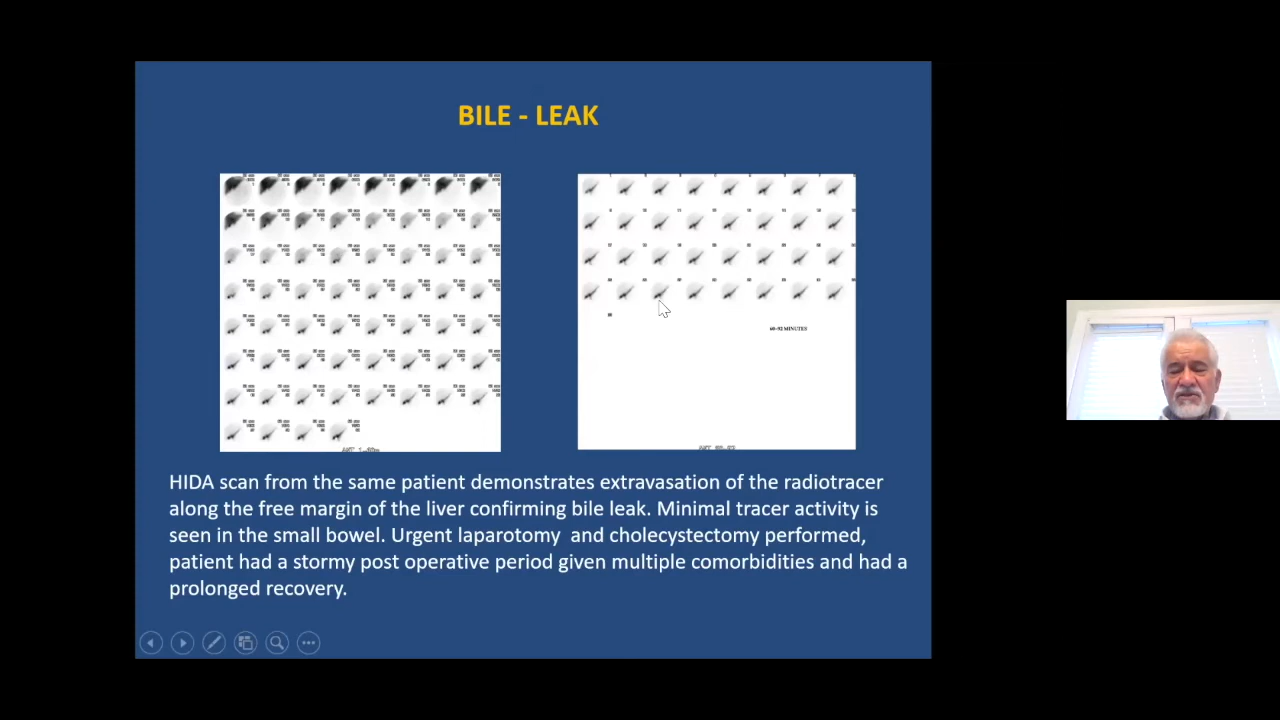 BILE - LEAK
60-92 MINUTES
HIDA scan from the same patient demonstrates extravasation of the radiotracer
along the free margin of the liver confirming bile leak. Minimal tracer activity is
seen in the small bowel. Urgent laparotomy and cholecystectomy performed,
patient had a stormy post operative period given multiple comorbidities and had a
prolonged recovery.